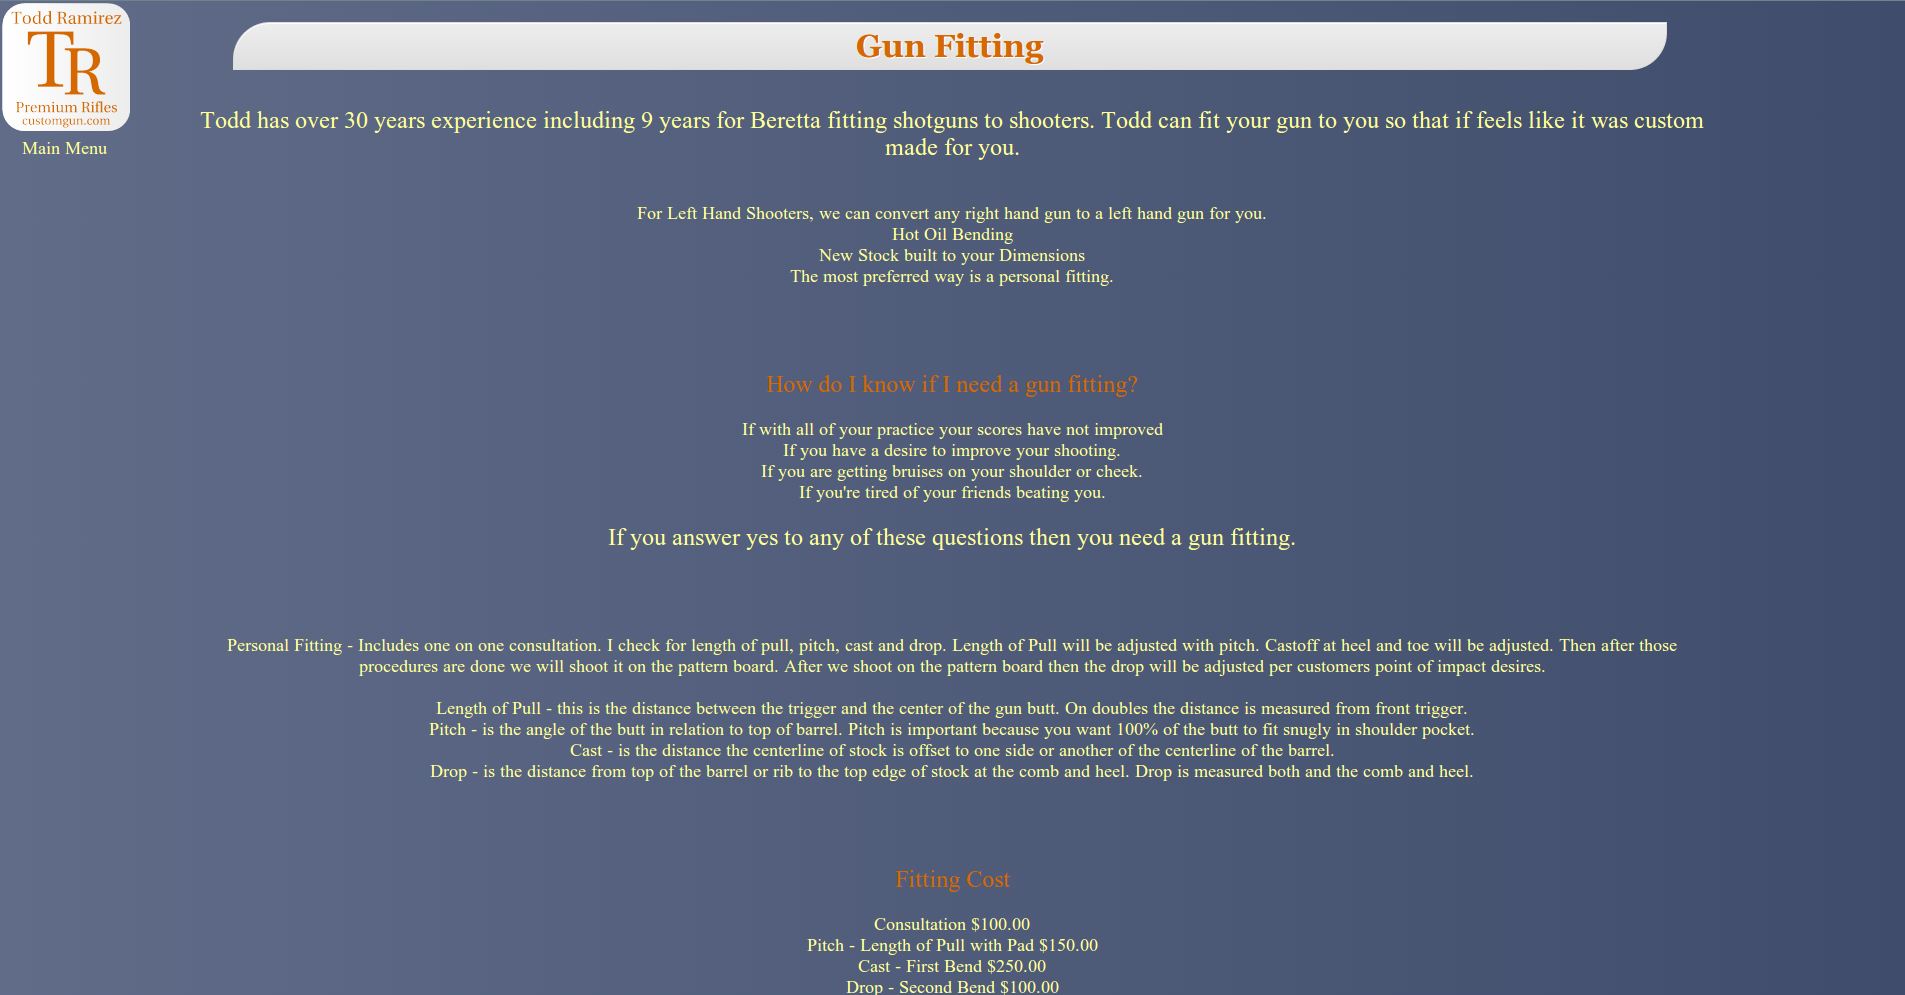 Todd Ramirez
TR
Premium Rifles
customgun.com
Main Menu
Gun Fitting
Todd has over 30 years experience including 9 years for Beretta fitting shotguns to shooters. Todd can fit your gun to you so that if feels like it was custom
made for you.
For Left Hand Shooters, we can convert any right hand gun to a left hand gun for you.
Hot Oil Bending
New Stock built to your Dimensions
The most preferred way is a personal fitting.
How do I know if I need a gun fitting?
If with all of your practice your scores have not improved
If you have a desire to improve your shooting.
If you are getting bruises on your shoulder or cheek.
If you're tired of your friends beating you.
If you answer yes to any of these questions then you need a gun fitting.
Personal Fitting - Includes one on one consultation. I check for length of pull, pitch, cast and drop. Length of Pull will be adjusted with pitch. Castoff at heel and toe will be adjusted. Then after those
procedures are done we will shoot it on the pattern board. After we shoot on the pattern board then the drop will be adjusted per customers point of impact desires.
Length of Pull - this is the distance between the trigger and the center of the gun butt. On doubles the distance is measured from front trigger.
Pitch - is the angle of the butt in relation to top of barrel. Pitch is important because you want 100% of the butt to fit snugly in shoulder pocket.
Cast - is the distance the centerline of stock is offset to one side or another of the centerline of the barrel.
Drop - is the distance from top of the barrel or rib to the top edge of stock at the comb and heel. Drop is measured both and the comb and heel.
Fitting Cost
Consultation $100.00
Pitch - Length of Pull with Pad $150.00
Cast - First Bend $250.00
Drop - Second Bend $100.00